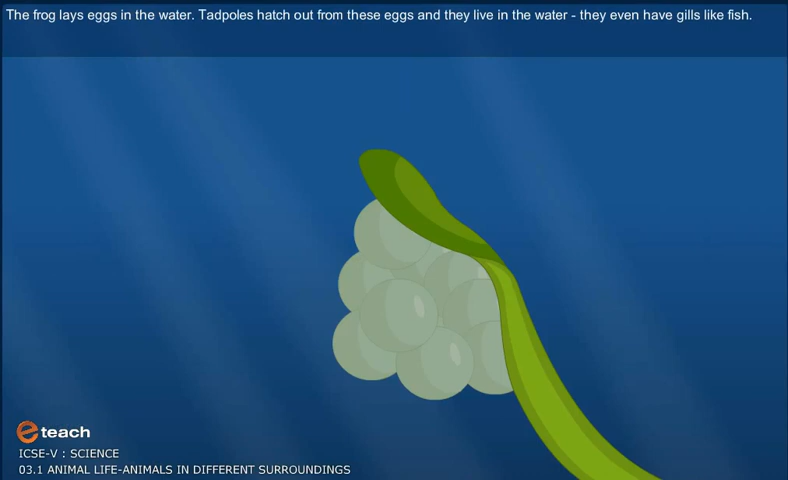 The frog lays eggs in the water. Tadpoles hatch out from these eggs and they live in the water - they even have gills like fish.
e teach
ICSE-V : SCIENCE
03.1 ANIMAL LIFE-ANIMALS IN DIFFERENT SURROUNDINGS